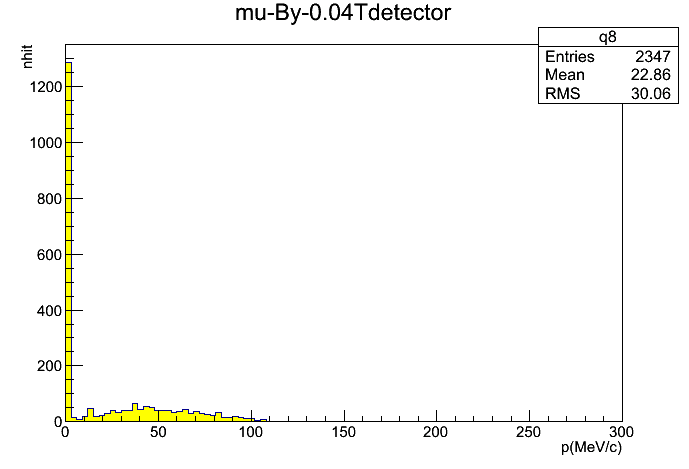 mu-By-0.04Tdetector
q8
Entries 2347
Mean 22.86
RMS 30.06
nhit
1200
1000
800
600
400
200
0
0 50 100 150 200 250 300
p(MeV/c)